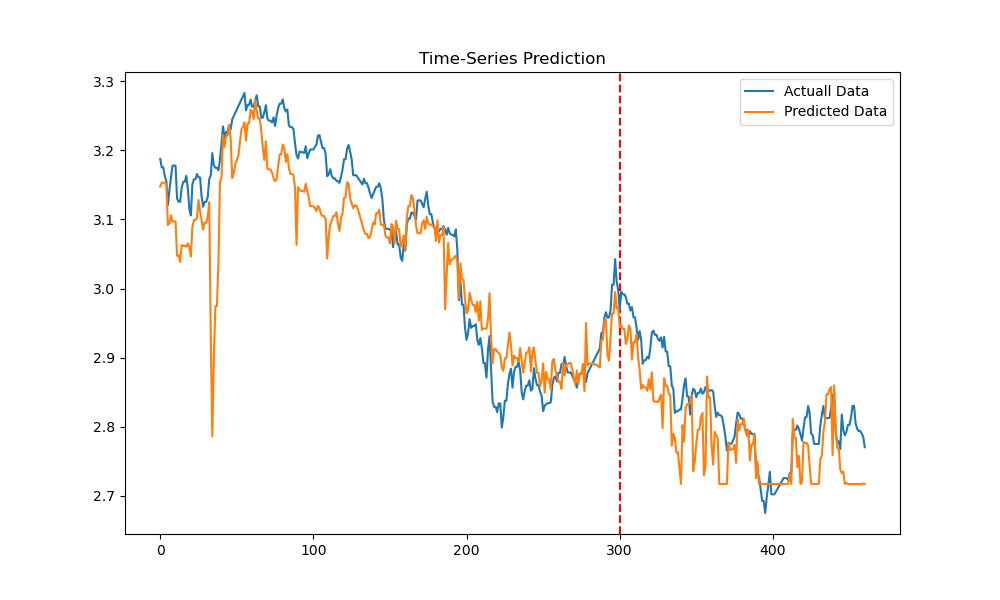 Time-Series Prediction
Actuall Data
Predicted Data
3.3
3.2
3.1
3.0
2.9
2.8
2.7
0 100 200 300 400